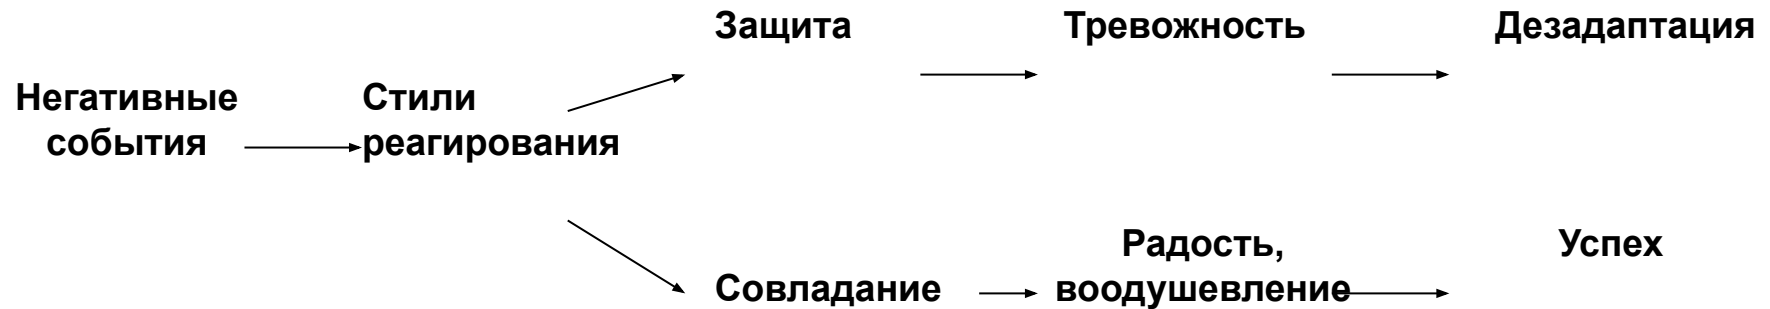 Защита
Тревожность
Дезадаптация
Негативные
события
Стили
реагирования
Радость,
воодушевление
Успех
Совладание